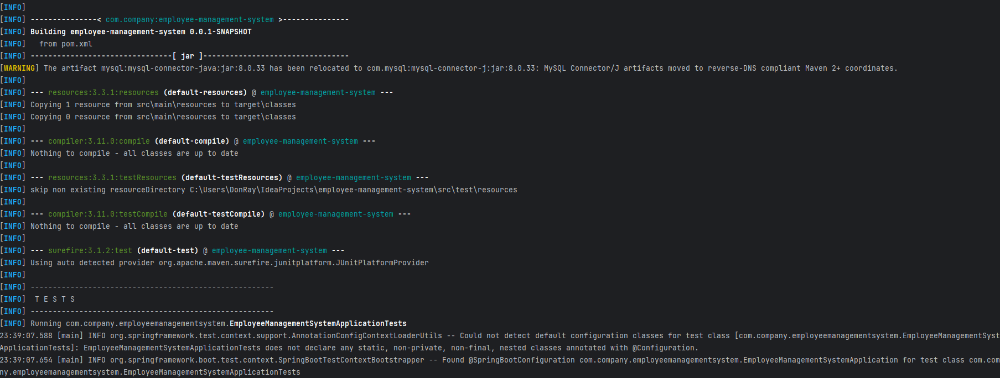 [INFO]
[INFO] ---------------< com.company:employee-management-system >---------------
[INFO] Building employee-management-system 0.0.1-SNAPSHOT
[INFO]   from pom.xml
[INFO] --------------------------------[ jar ]---------------------------------
[WARNING] The artifact mysql:mysql-connector-java:jar:8.0.33 has been relocated to com.mysql:mysql-connector-j:jar:8.0.33: MySQL Connector/J artifacts moved to reverse-DNS compliant Maven 2+ coordinates.
[INFO]
[INFO] --- resources:3.3.1:resources (default-resources) @ employee-management-system ---
[INFO] Copying 1 resource from src\main\resources to target\classes
[INFO] Copying 0 resource from src\main\resources to target\classes
[INFO]
[INFO] --- compiler:3.11.0:compile (default-compile) @ employee-management-system ---
[INFO] Nothing to compile - all classes are up to date
[INFO]
[INFO] --- resources:3.3.1:testResources (default-testResources) @ employee-management-system ---
[INFO] skip non existing resourceDirectory C:\Users\DonRay\IdeaProjects\employee-management-system\src\test\resources
[INFO]
[INFO] --- compiler:3.11.0:testCompile (default-testCompile) @ employee-management-system ---
[INFO] Nothing to compile - all classes are up to date
[INFO]
[INFO] --- surefire:3.1.2:test (default-test) @ employee-management-system ---
[INFO] Using auto detected provider org.apache.maven.surefire.junitplatform.JUnitPlatformProvider
[INFO]
[INFO] -------------------------------------------------------
[INFO]  T E S T S
[INFO] -------------------------------------------------------
[INFO] Running com.company.employeemanagementsystem.EmployeeManagementSystemApplicationTests
23:39:07.588 [main] INFO org.springframework.test.context.support.AnnotationConfigContextLoaderUtils -- Could not detect default configuration classes for test class [com.company.employeemanagementsystem.EmployeeManagementSyst
ApplicationTests]: EmployeeManagementSystemApplicationTests does not declare any static, non-private, non-final, nested classes annotated with @Configuration.
23:39:07.654 [main] INFO org.springframework.boot.test.context.SpringBootTestContextBootstrapper -- Found @SpringBootConfiguration com.company.employeemanagementsystem.EmployeeManagementSystemApplication for test class com.com
ny.employeemanagementsystem.EmployeeManagementSystemApplicationTests